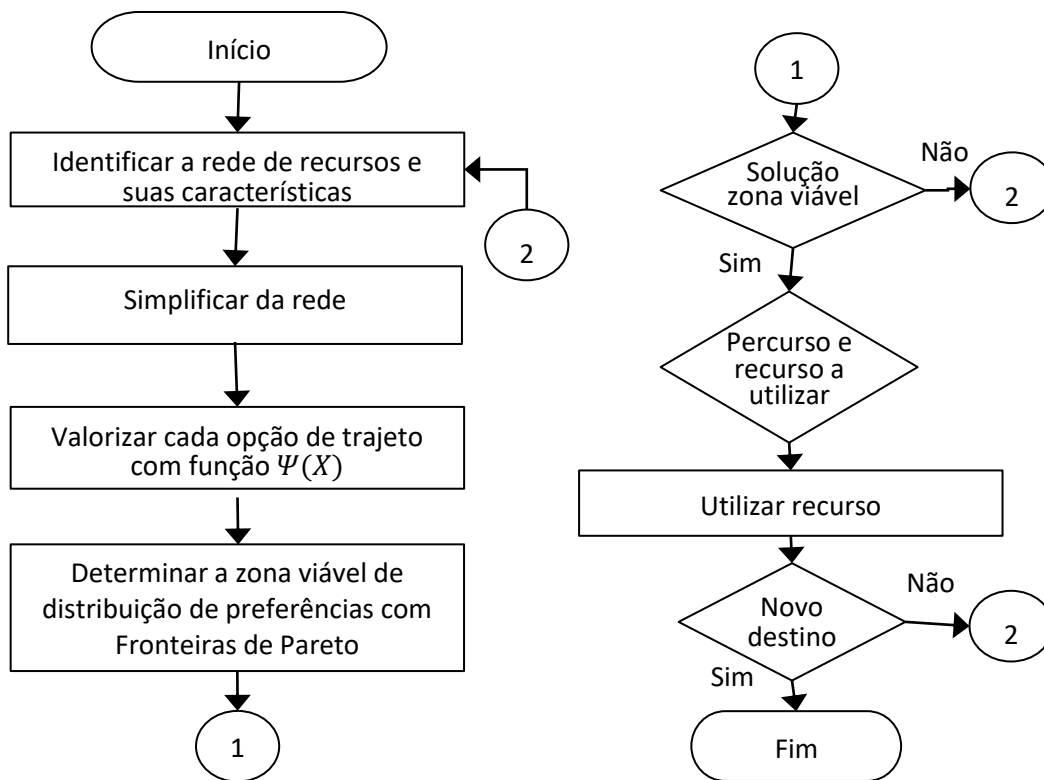 Início
Identificar a rede de recursos e
suas característíficas
2
Simplificar da rede
Valorizar cada opção de trajeto
com função Ψ(X)
Determinar a zona viável de
distribuição de preferências com
Fronteiras de Pareto
1
1
Solução
zona viável
Não
2
Sim
Percurso e
recurso a
utilizar
Utilizar recurso
Novo
destino
Não
2
Sim
Fim